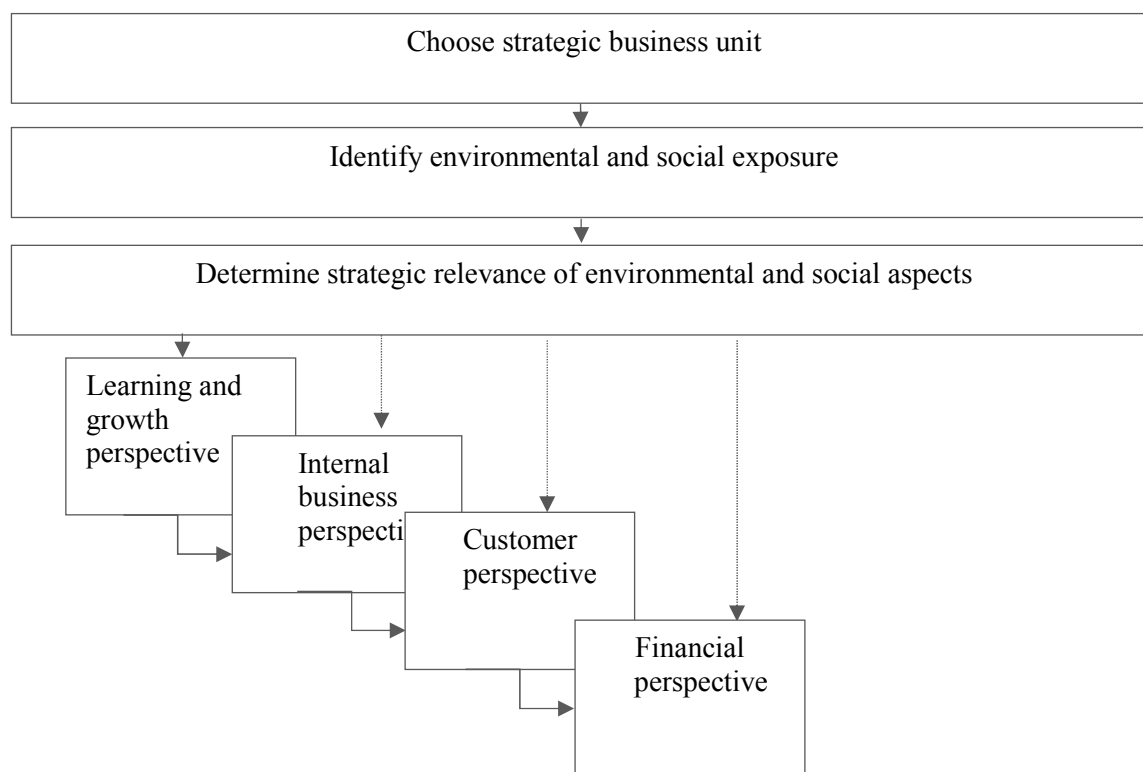 Choose strategic business unit
Identify environmental and social exposure
Determine strategic relevance of environmental and social aspects
Learning and
growth
perspective
Internal
business
perspecti
Customer
perspective
Financial
perspective